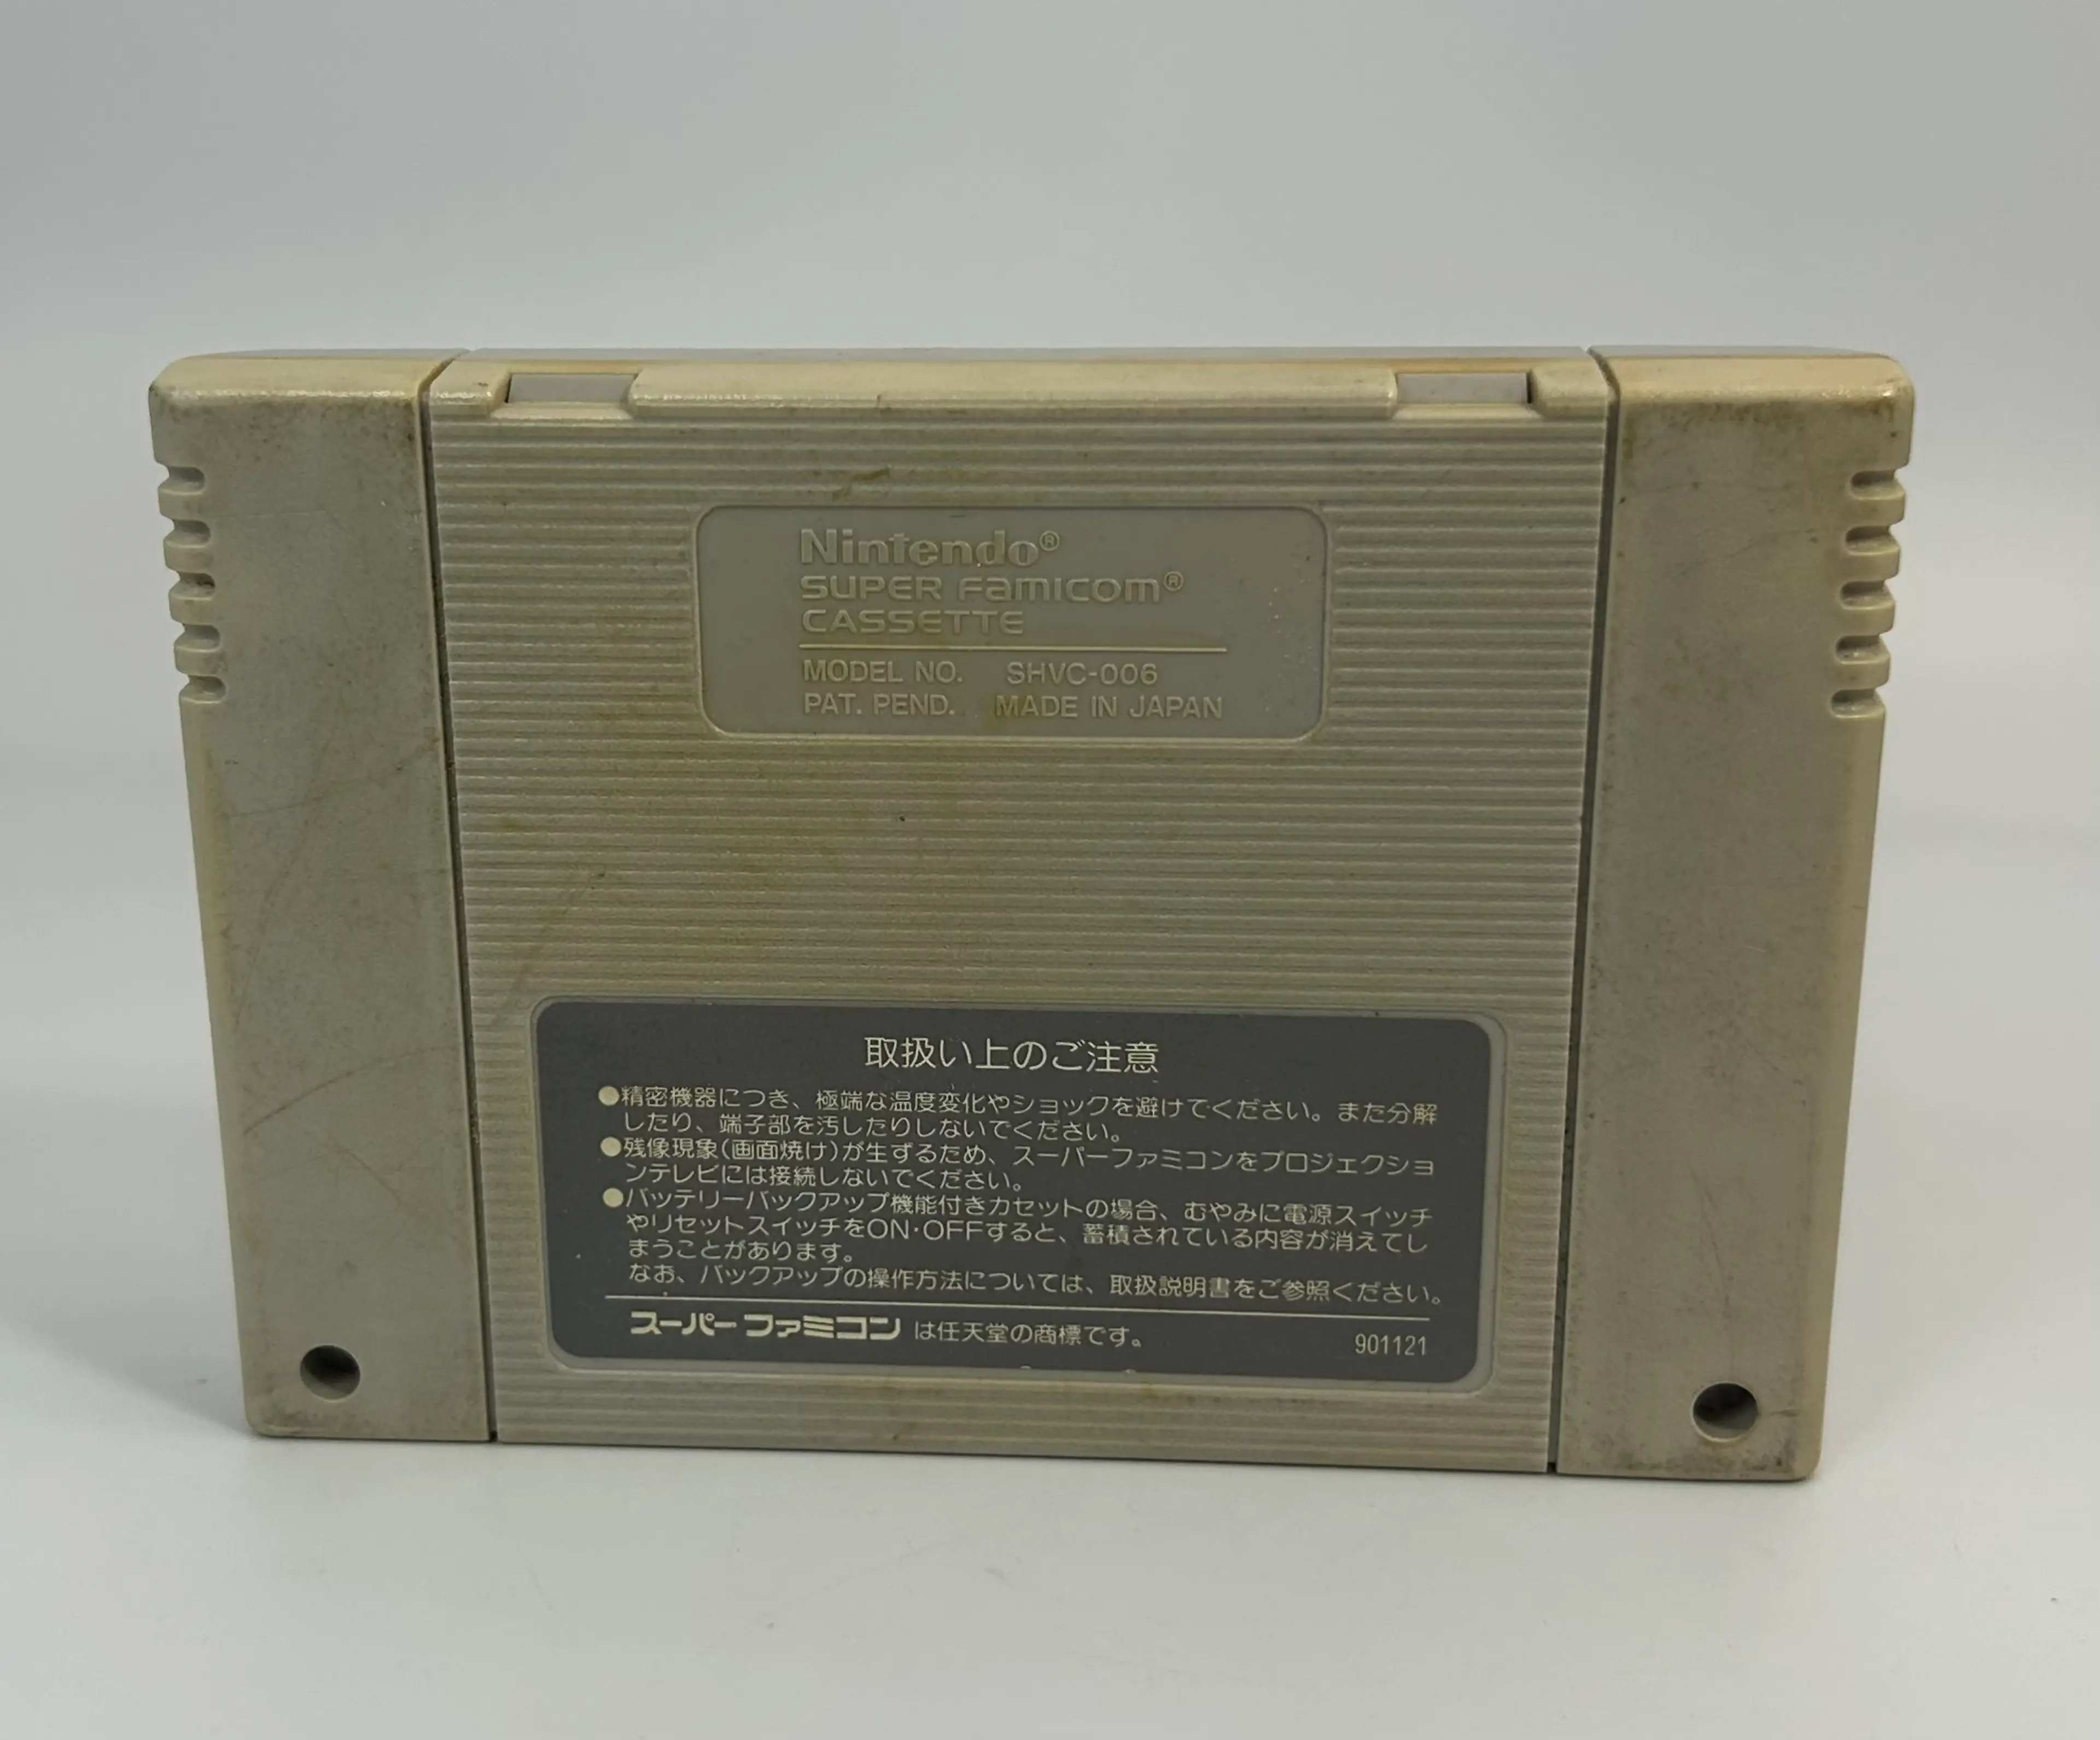 Nintendo®
SUPER Famicom®
CASSETTE
MODEL NO. SHVC-006
PAT. PEND. MADE IN JAPAN
取扱い上のご注意
●精密機器につき、極端な温度変化やショックを避けてください。また分解
したり、端子部を汚したりしないでください。
●残像現象(画面焼け)が生ずるため、スーパーファミコンをプロジェクショ
ンテレビには接続しないでください。
●バッテリーバックアップ機能付きカセットの場合、むやみに電源スイッチ
やリセットスイッチをON・OFFすると、蓄積されている内容が消えてし
まうことがあります。
なお、バックアップの操作方法については、取扱説明書をご参照ください。
スーパーファミコン は任天堂の商標です。 901121